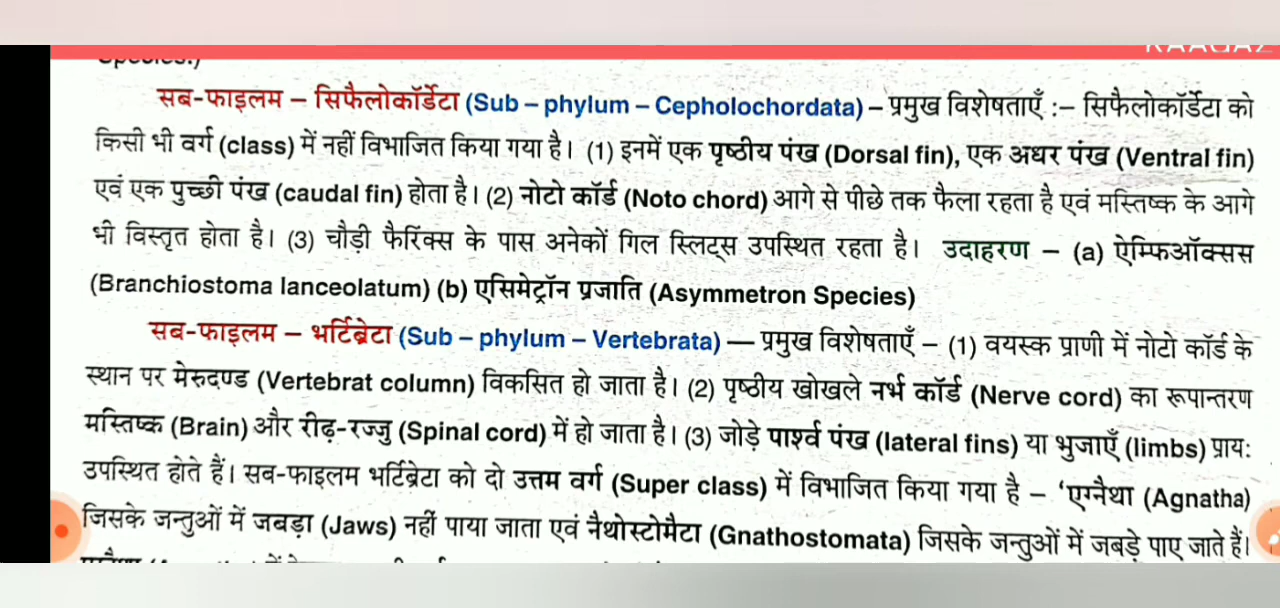 सब-फाइलम – सिफैलोकॉर्डेटा (Sub – phylum – Cepholochordata) – प्रमुख विशेषताएँ :– सिफैलोकॉर्डेटा को
किसी भी वर्ग (class) में नहीं विभाजित किया गया है। (1) इनमें एक पृष्ठीय पंख (Dorsal fin), एक अधर पंख (Ventral fin)
एवं एक पुच्छी पंख (caudal fin) होता है। (2) नोटो कॉर्ड (Noto chord) आगे से पीछे तक फैला रहता है एवं मस्तिष्क के आगे
भी विस्तृत होता है। (3) चौड़ी फैरिंक्स के पास अनेकों गिल स्लिट्स उपस्थित रहता है। उदाहरण – (a) ऐम्फिऑक्सस
(Branchiostoma lanceolatum) (b) एसिमेट्रॉन प्रजाति (Asymmetron Species)
सब-फाइलम – भर्टिब्रेटा (Sub – phylum – Vertebrata) — प्रमुख विशेषताएँ – (1) वयस्क प्राणी में नोटो कॉर्ड के
स्थान पर मेरुदण्ड (Vertebrat column) विकसित हो जाता है। (2) पृष्ठीय खोखले नर्भ कॉर्ड (Nerve cord) का रूपान्तरण
मस्तिष्क (Brain) और रीढ़-रज्जु (Spinal cord) में हो जाता है। (3) जोड़े पार्श्व पंख (lateral fins) या भुजाएँ (limbs) प्राय:
उपस्थित होते हैं। सब-फाइलम भर्टिब्रेटा को दो उत्तम वर्ग (Super class) में विभाजित किया गया है – ‘एग्नैथा (Agnatha)
जिसके जन्तुओं में जबड़ा (Jaws) नहीं पाया जाता एवं नैथोस्टोमैटा (Gnathostomata) जिसके जन्तुओं में जबड़े पाए जाते हैं।